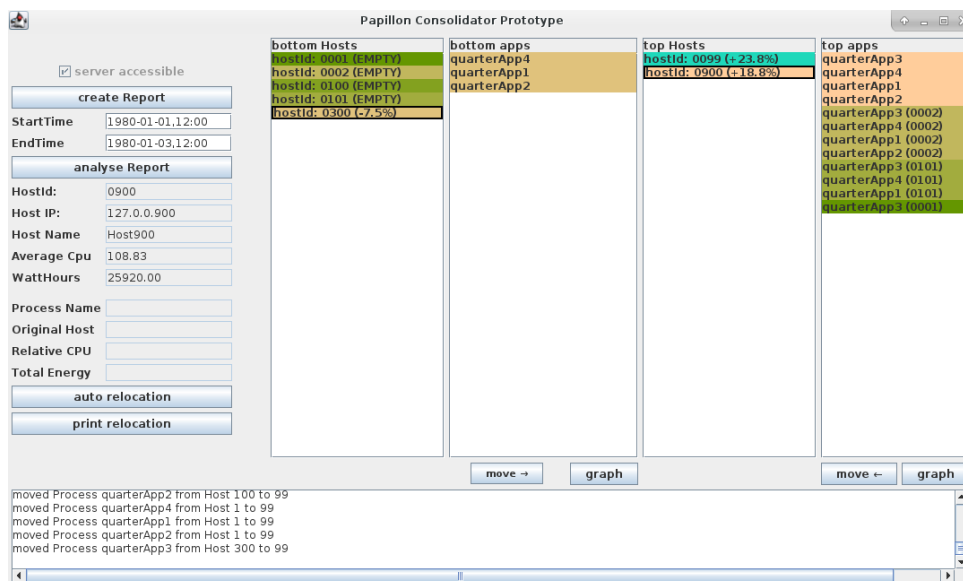 Papillon Consolidator Prototype
server accessible
create Report
StartTime 1980-01-01,12:00
EndTime 1980-01-03,12:00
analyse Report
HostId: 0900
Host IP: 127.0.0.900
Host Name Host900
Average Cpu 108.83
WattHours 25920.00
Process Name
Original Host
Relative CPU
Total Energy
auto relocation
print relocation
bottom Hosts
hostId: 0001 (EMPTY)
hostId: 0002 (EMPTY)
hostId: 0100 (EMPTY)
hostId: 0101 (EMPTY)
hostId: 0300 (-7.5%)
bottom apps
quarterApp4
quarterApp1
quarterApp2
top Hosts
hostId: 0099 (+23.8%)
hostId: 0900 (+18.8%)
top apps
quarterApp3
quarterApp4
quarterApp1
quarterApp2
quarterApp3 (0002)
quarterApp4 (0002)
quarterApp1 (0002)
quarterApp2 (0002)
quarterApp3 (0101)
quarterApp4 (0101)
quarterApp1 (0101)
quarterApp3 (0001)
move → graph move ← graph
moved Process quarterApp2 from Host 100 to 99
moved Process quarterApp4 from Host 1 to 99
moved Process quarterApp1 from Host 1 to 99
moved Process quarterApp2 from Host 1 to 99
moved Process quarterApp3 from Host 300 to 99